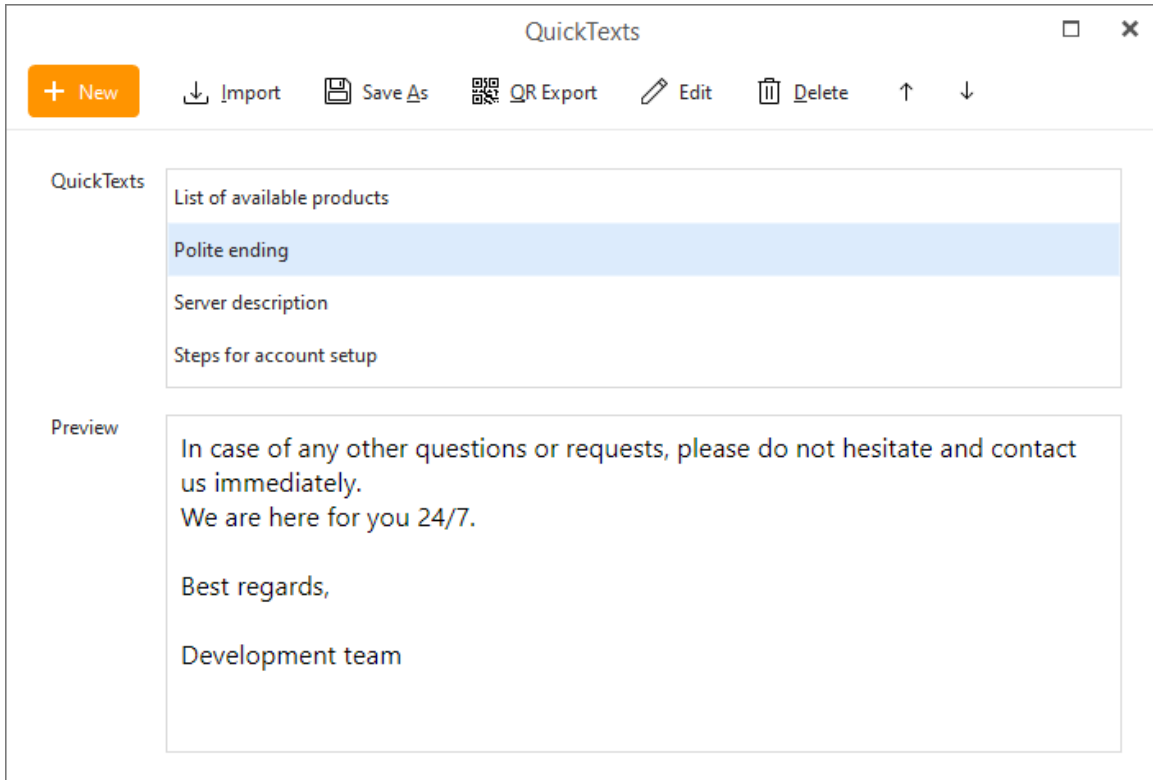 QuickTexts
New Import Save As QR Export Edit Delete
QuickTexts
List of available products
Polite ending
Server description
Steps for account setup
Preview
In case of any other questions or requests, please do not hesitate and contact
us immediately.
We are here for you 24/7.
Best regards,
Development team